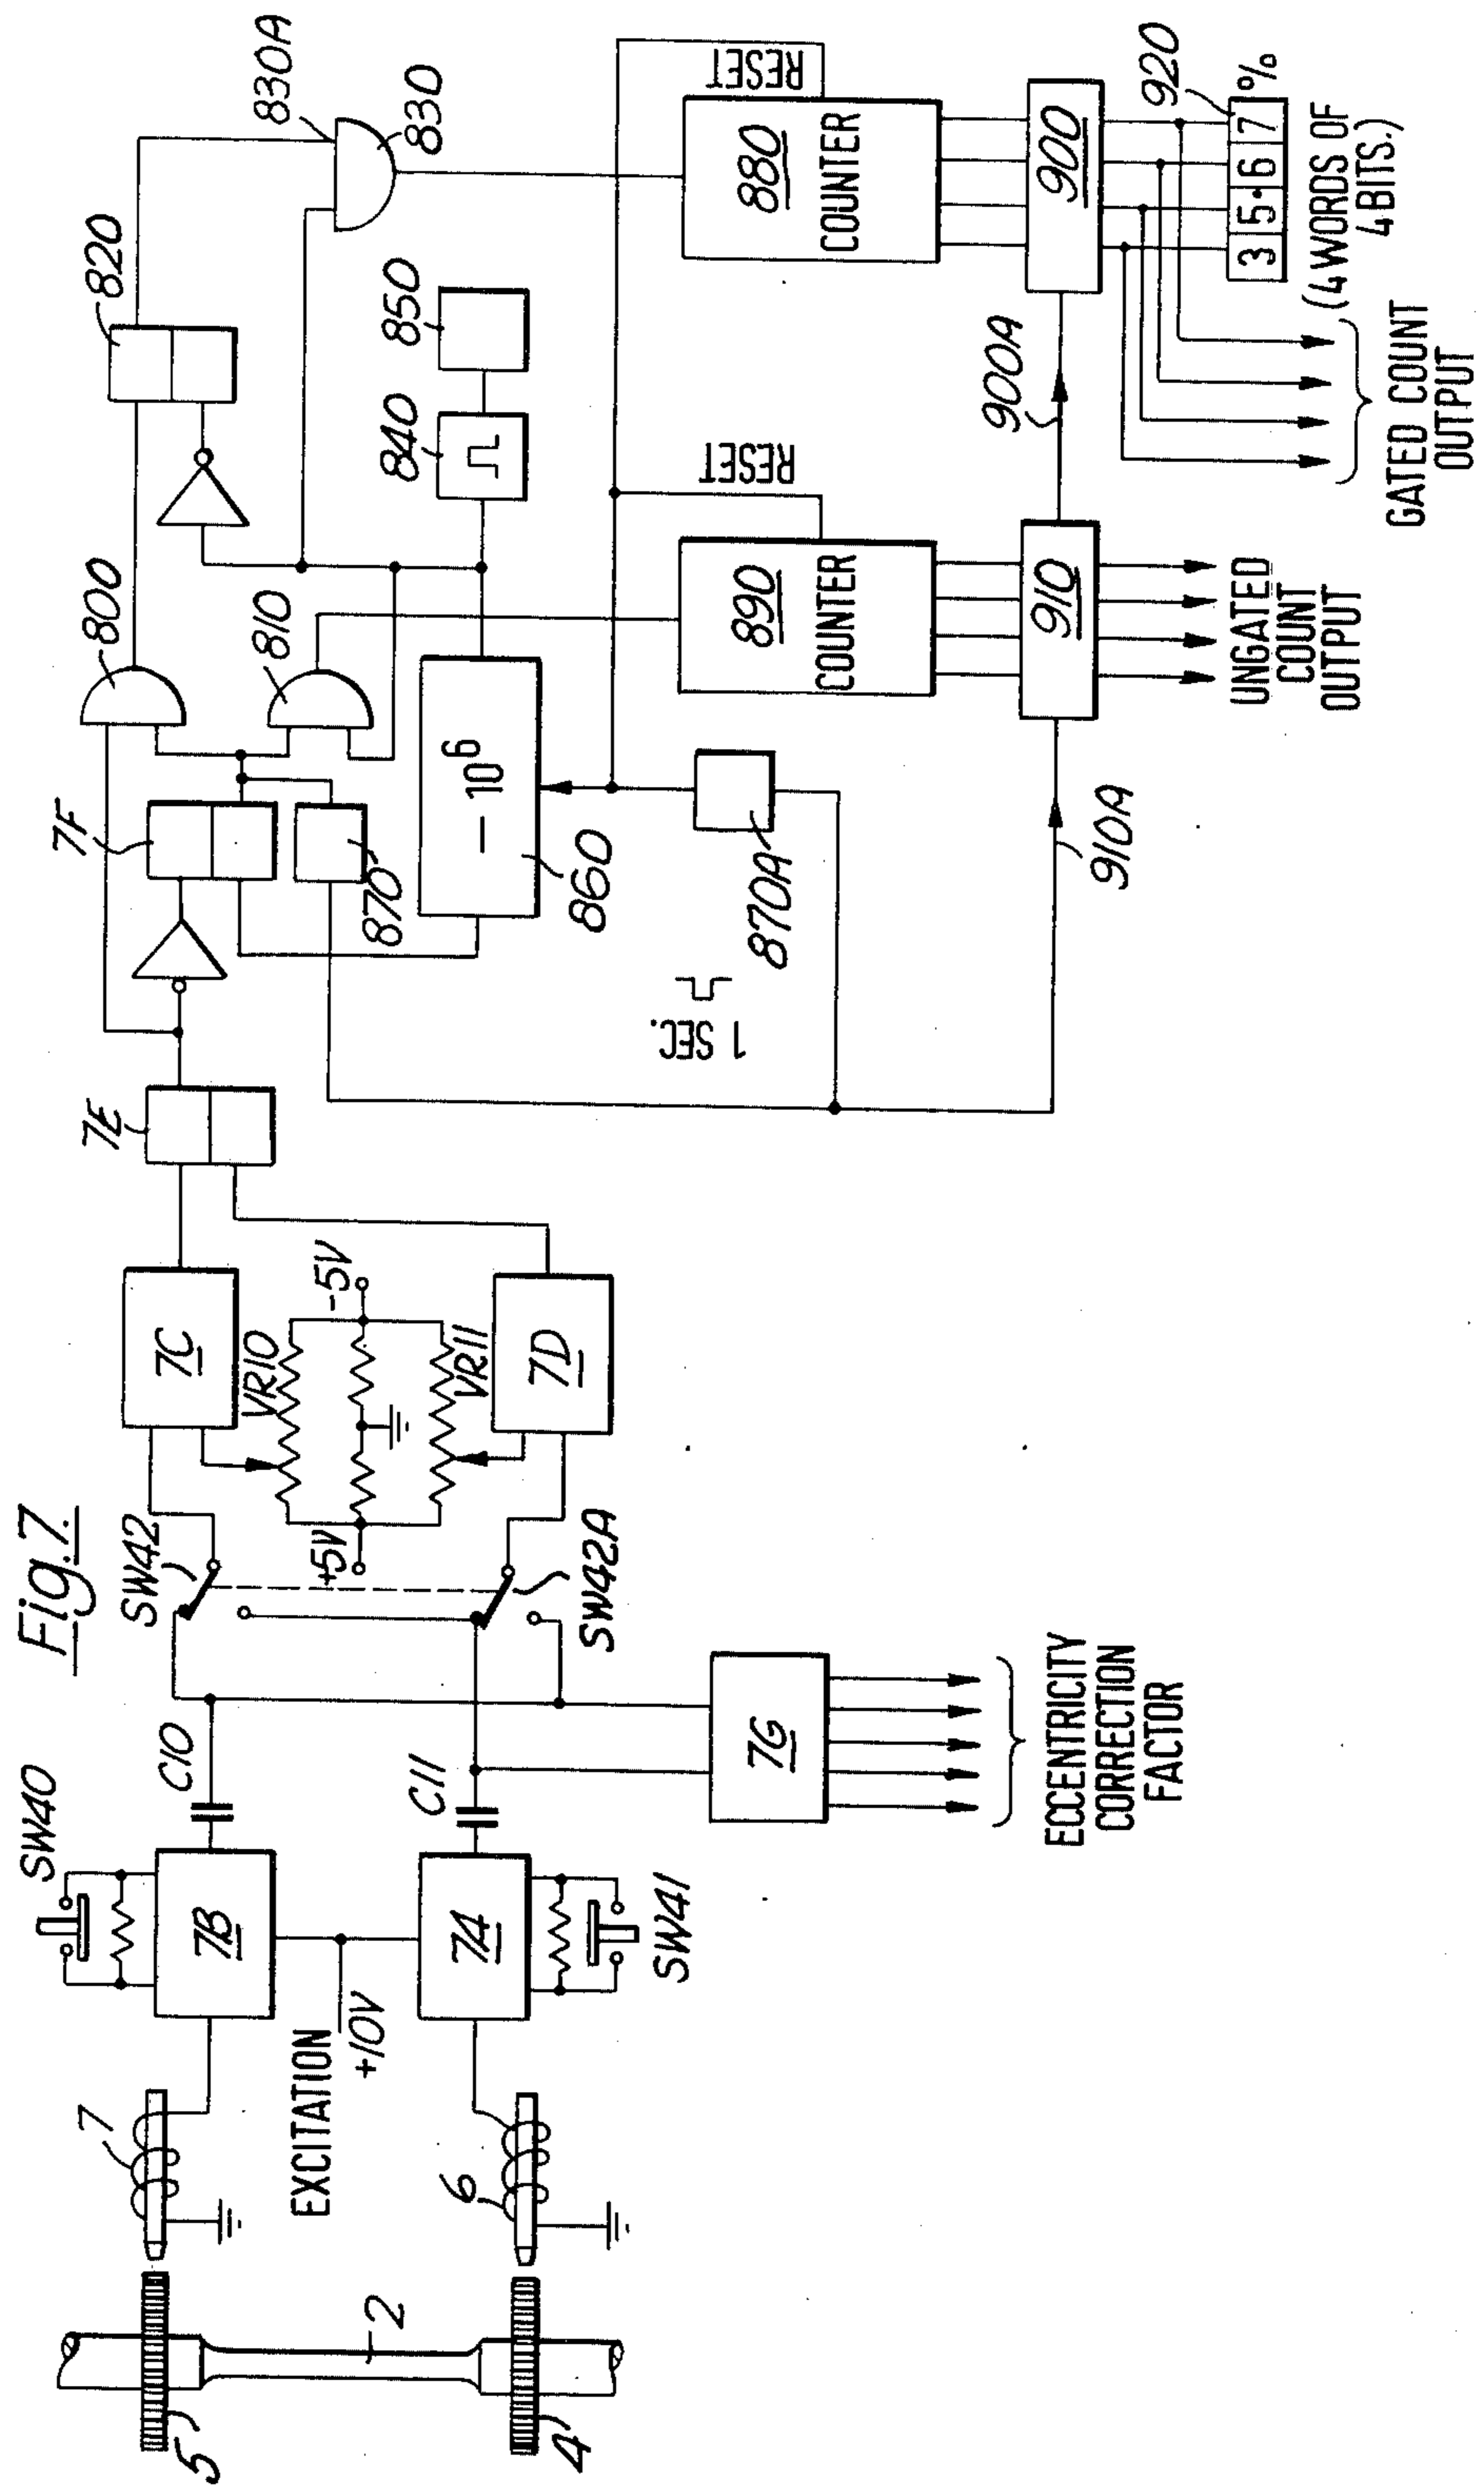 Fig.7.
5
4
2
7
6
EXCITATION
+10V
SW40
7B
7A
SW41
C10
C11
7G
ECCENTRICITY
CORRECTION
FACTOR
SW42
SW42A
+5V
-5V
VR10
VR11
7C
7D
7E
7F
1 SEC.
870
870A
860
— 10⁶
800
810
820
830A
830
840
850
890
COUNTER
RESET
880
COUNTER
RESET
910A
910
900A
900
920
UNGATED
COUNT
OUTPUT
GATED COUNT
OUTPUT
3 5. 6 7 %
(4 WORDS OF
4 BITS.)